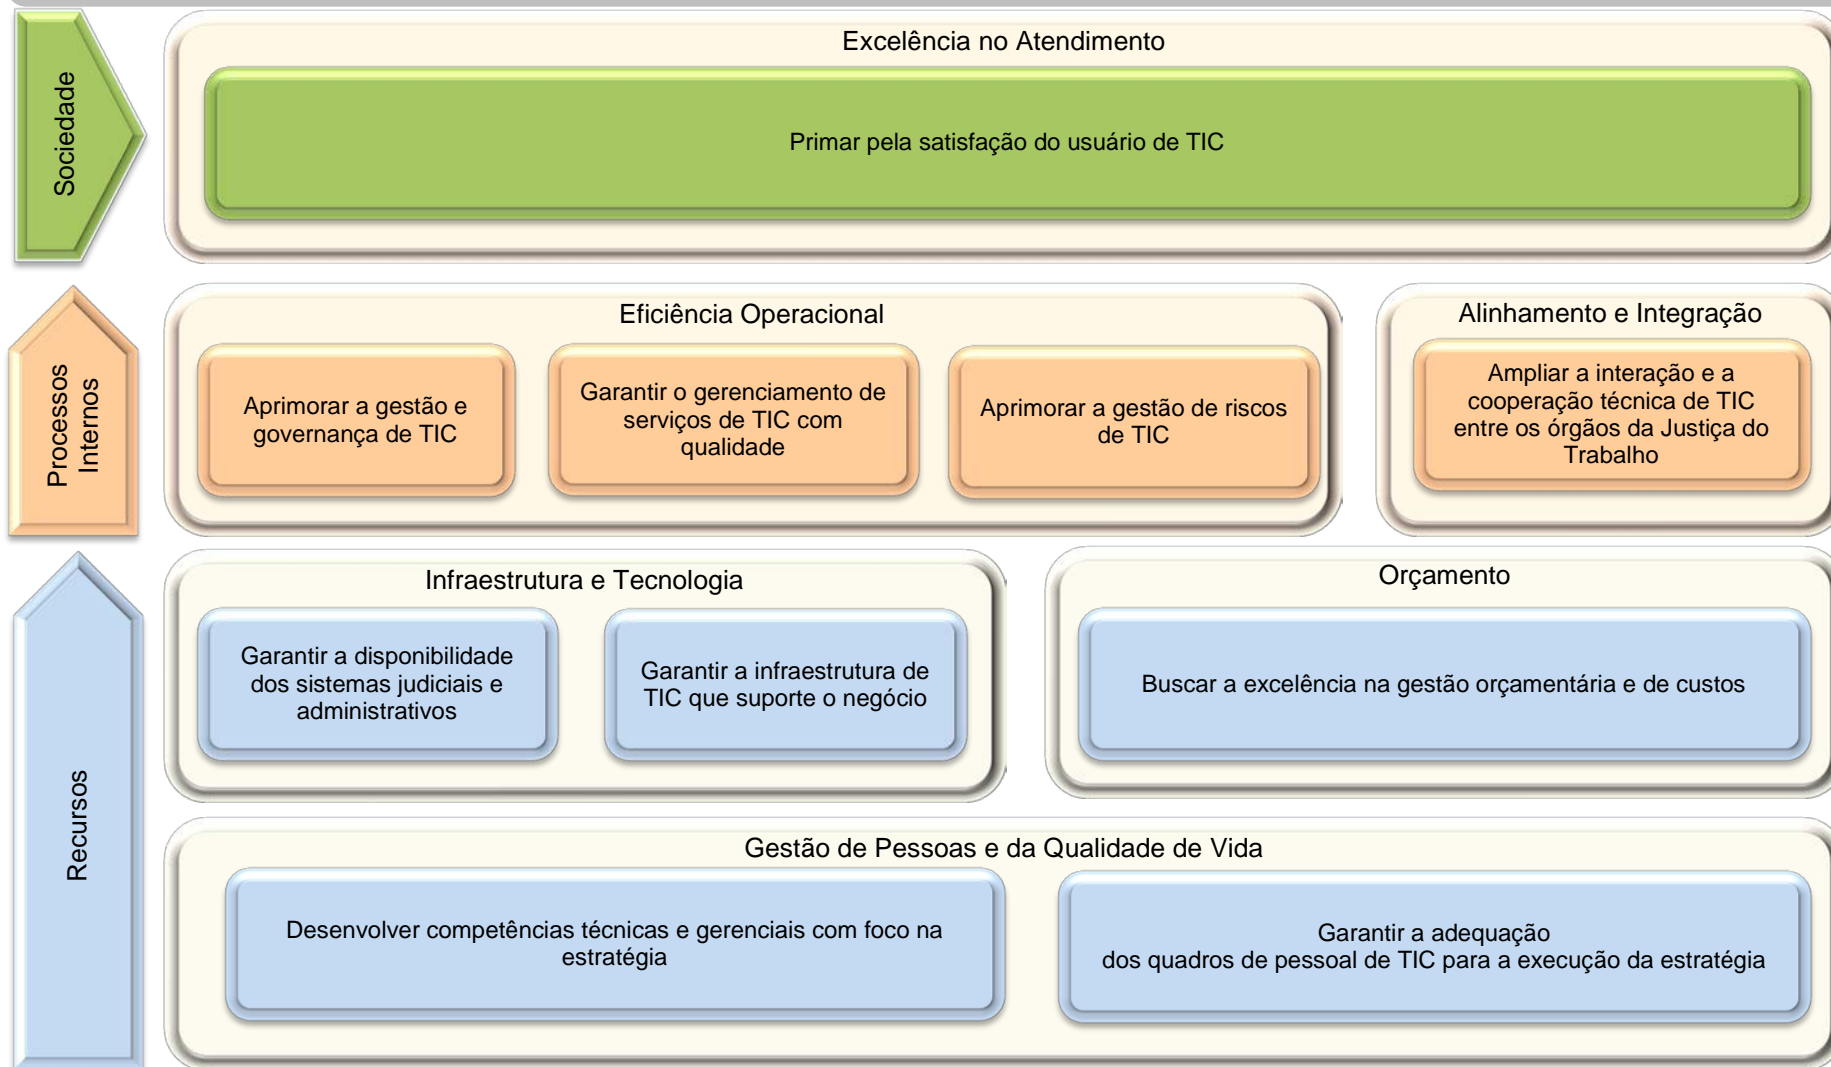 Sociedade
Excelência no Atendimento
Primar pela satisfação do usuário de TIC
Processos
Internos
Eficiência Operacional
Aprimorar a gestão e
governança de TIC
Garantir o gerenciamento de
serviços de TIC com
qualidade
Aprimorar a gestão de riscos
de TIC
Alinhamento e Integração
Ampliar a interação e a
cooperação técnica de TIC
entre os órgãos da Justiça do
Trabalho
Recursos
Infraestrutura e Tecnologia
Garantir a disponibilidade
dos sistemas judiciais e
administrativos
Garantir a infraestrutura de
TIC que suporte o negócio
Orçamento
Buscar a excelência na gestão orçamentária e de custos
Gestão de Pessoas e da Qualidade de Vida
Desenvolver competências técnicas e gerenciais com foco na
estratégia
Garantir a adequação
dos quadros de pessoal de TIC para a execução da estratégia